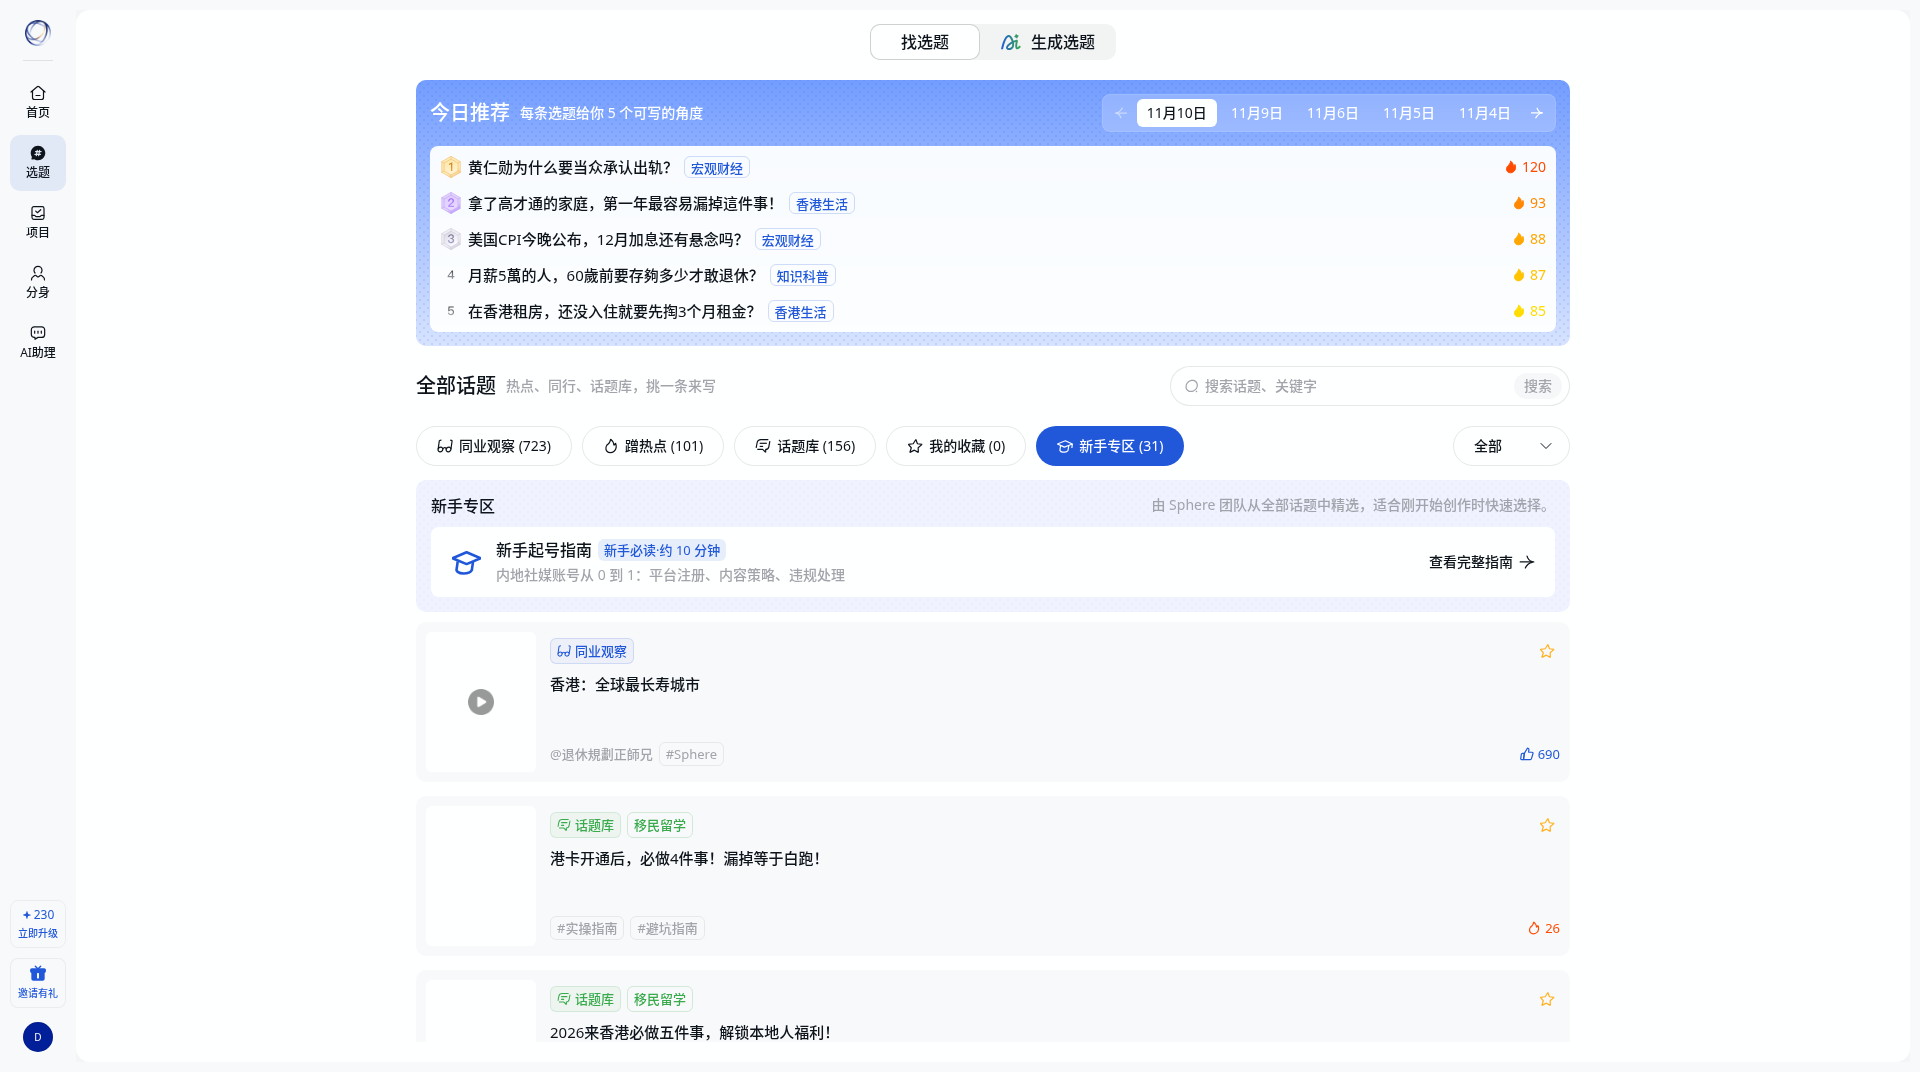 首页
选题
项目
分身
AI助理
230
立即升级
邀请有礼
D
找选题
生成选题
今日推荐 每条选题给你 5 个可写的角度
11月10日 11月9日 11月6日 11月5日 11月4日
1 黄仁勋为什么要当众承认出轨？ 宏观财经 120
2 拿了高才通的家庭，第一年最容易漏掉這件事！ 香港生活 93
3 美国CPI今晚公布，12月加息还有悬念吗？ 宏观财经 88
4 月薪5萬的人，60歲前要存夠多少才敢退休？ 知识科普 87
5 在香港租房，还没入住就要先掏3个月租金？ 香港生活 85
全部话题 热点、同行、话题库，挑一条来写
搜索话题、关键字 搜索
同业观察 (723) 蹭热点 (101) 话题库 (156) 我的收藏 (0) 新手专区 (31) 全部
新手专区 由 Sphere 团队从全部话题中精选，适合刚开始创作时快速选择。
新手起号指南 新手必读·约 10 分钟
内地社媒账号从 0 到 1：平台注册、内容策略、违规处理
查看完整指南
同业观察
香港：全球最长寿城市
@退休規劃正師兄 #Sphere 690
话题库 移民留学
港卡开通后，必做4件事！漏掉等于白跑！
#实操指南 #避坑指南 26
话题库 移民留学
2026来香港必做五件事，解锁本地人福利！